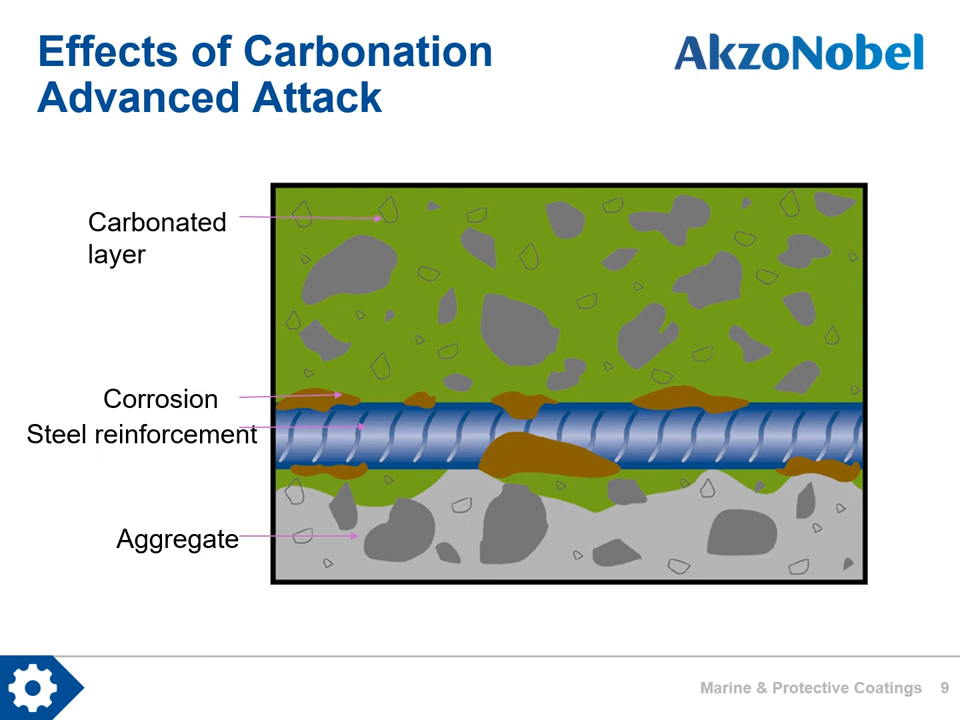 Effects of Carbonation
Advanced Attack
AkzoNobel
Carbonated
layer
Corrosion
Steel reinforcement
Aggregate
Marine & Protective Coatings 9